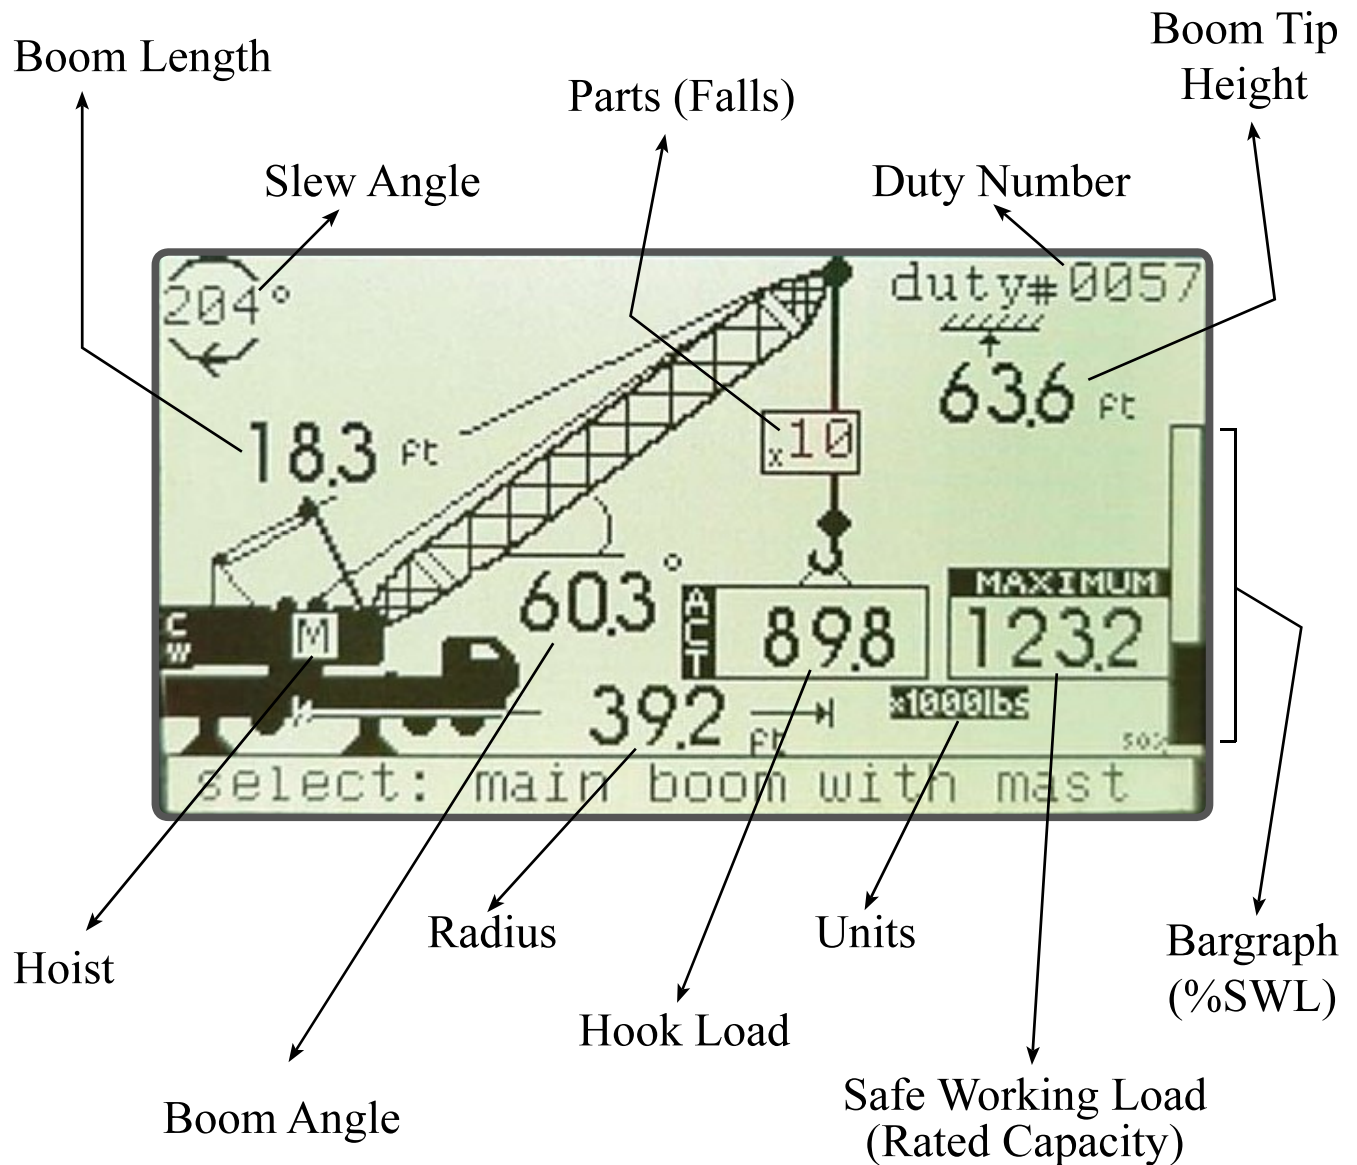 Boom Length
Parts (Falls)
Boom Tip
Height
Slew Angle
Duty Number
204°
duty#0057
63.6 ft
18.3 ft
x10
60.3°
MAXIMUM
ACT
89.8
123.2
CW
M
39.2 ft
x1000lbs
50%
select: main boom with mast
Radius
Units
Hoist
Bargraph
(%SWL)
Hook Load
Boom Angle
Safe Working Load
(Rated Capacity)